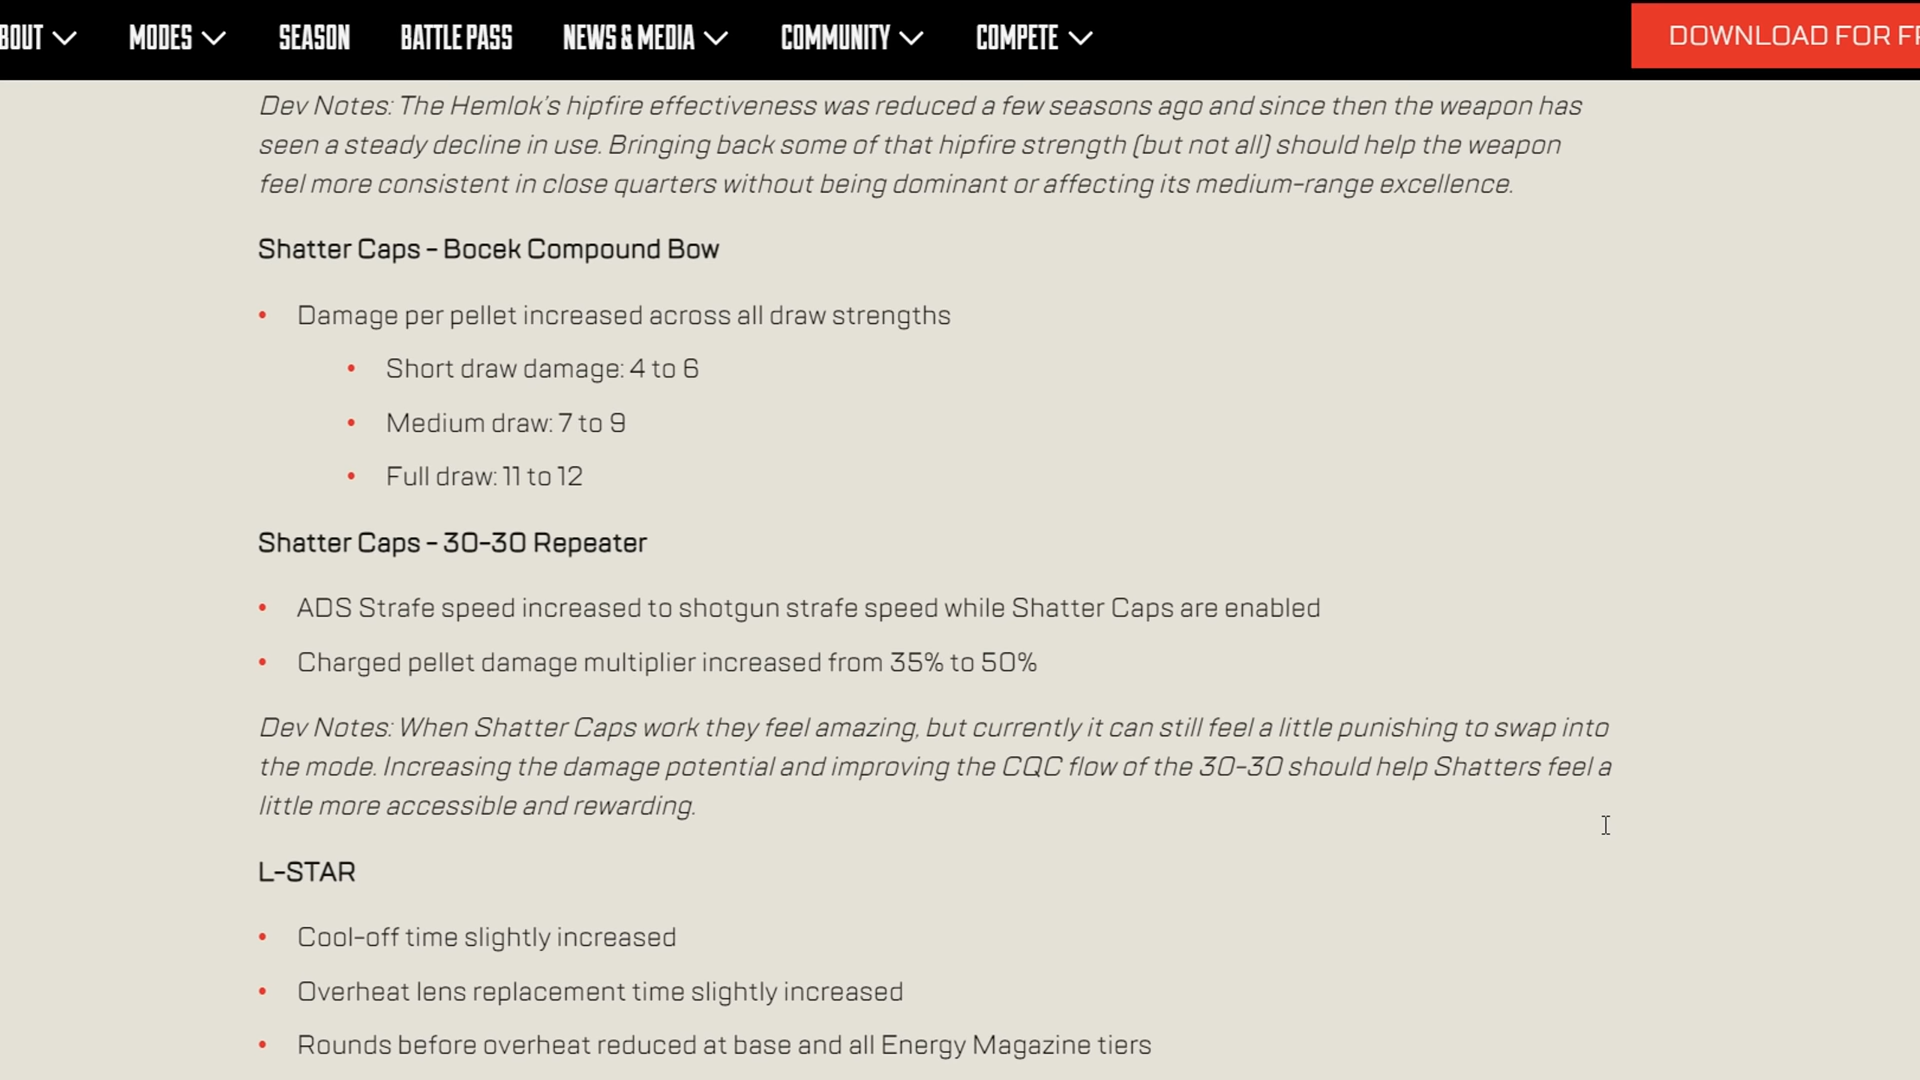 BOUT MODES SEASON BATTLE PASS NEWS & MEDIA COMMUNITY COMPETE DOWNLOAD FOR FR
Dev Notes: The Hemlok's hipfire effectiveness was reduced a few seasons ago and since then the weapon has
seen a steady decline in use. Bringing back some of that hipfire strength (but not all) should help the weapon
feel more consistent in close quarters without being dominant or affecting its medium-range excellence.
Shatter Caps - Bocek Compound Bow
• Damage per pellet increased across all draw strengths
• Short draw damage: 4 to 6
• Medium draw: 7 to 9
• Full draw: 11 to 12
Shatter Caps - 30-30 Repeater
• ADS Strafe speed increased to shotgun strafe speed while Shatter Caps are enabled
• Charged pellet damage multiplier increased from 35% to 50%
Dev Notes: When Shatter Caps work they feel amazing, but currently it can still feel a little punishing to swap into
the mode. Increasing the damage potential and improving the CQC flow of the 30-30 should help Shatters feel a
little more accessible and rewarding.
L-STAR
• Cool-off time slightly increased
• Overheat lens replacement time slightly increased
• Rounds before overheat reduced at base and all Energy Magazine tiers